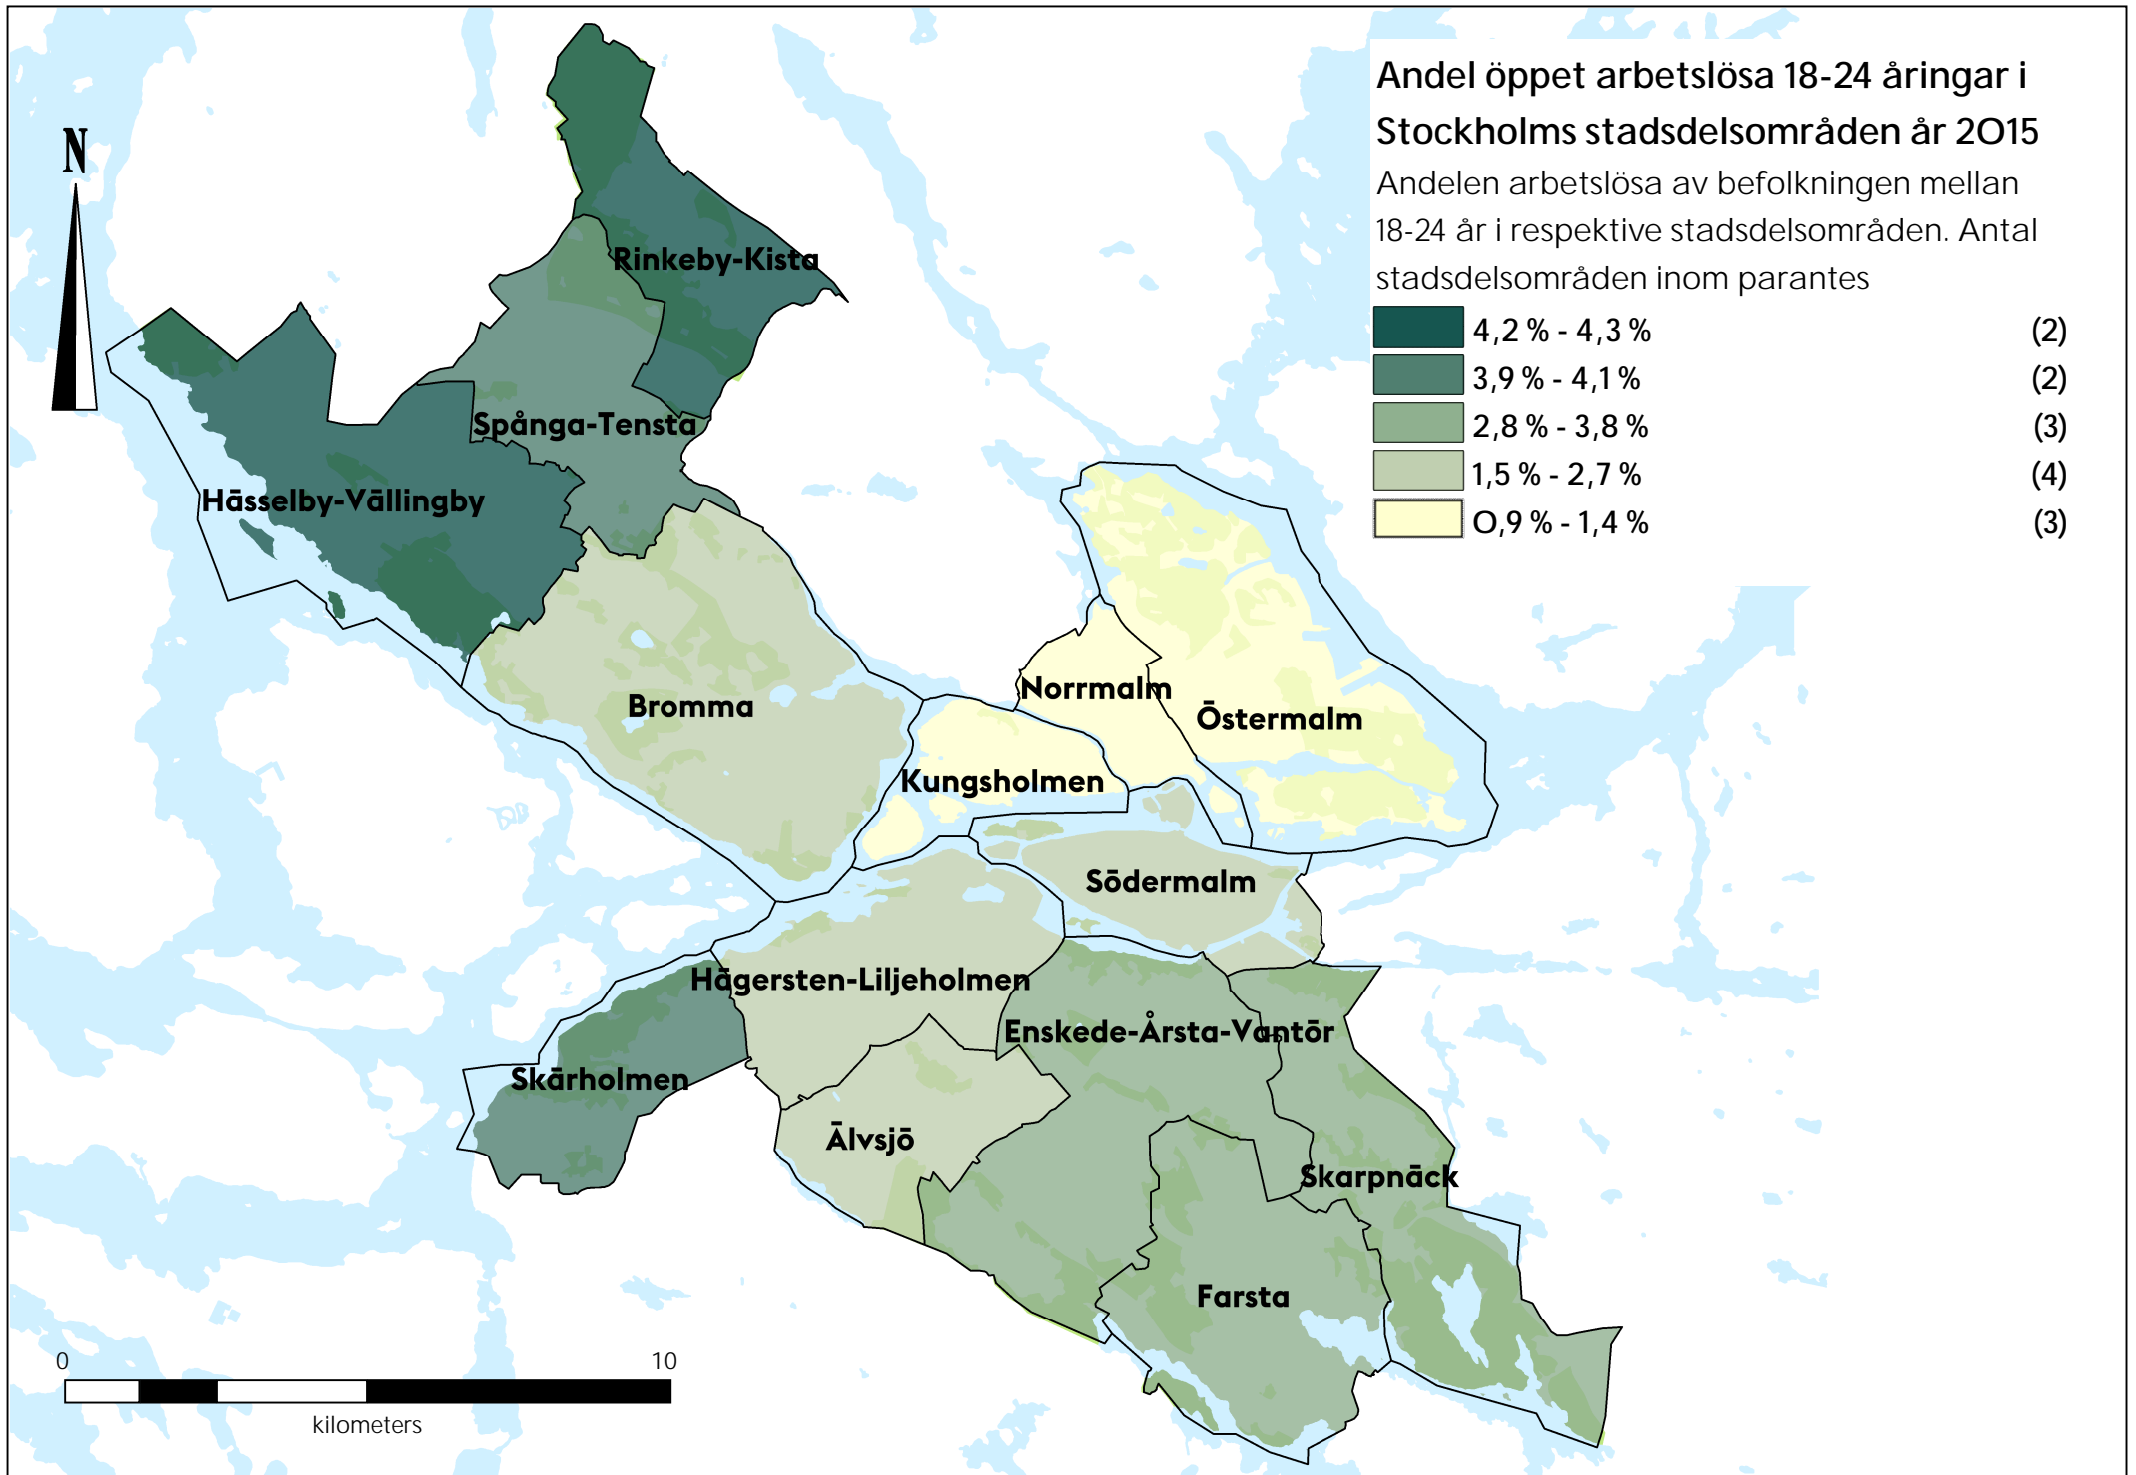 Andel öppet arbetslösa 18-24 åringar i
Stockholms stadsdelsområden år 2015
Andelen arbetslösa av befolkningen mellan
18-24 år i respektive stadsdelsområden. Antal
stadsdelsområden inom parantes
4,2 % - 4,3 % (2)
3,9 % - 4,1 % (2)
2,8 % - 3,8 % (3)
1,5 % - 2,7 % (4)
0,9 % - 1,4 % (3)
N
Rinkeby-Kista
Spånga-Tensta
Hässelby-Vällingby
Bromma
Norrmalm
Östermalm
Kungsholmen
Södermalm
Hägersten-Liljeholmen
Enskede-Årsta-Vantör
Skärholmen
Älvsjö
Skarpnäck
Farsta
0 10
kilometers